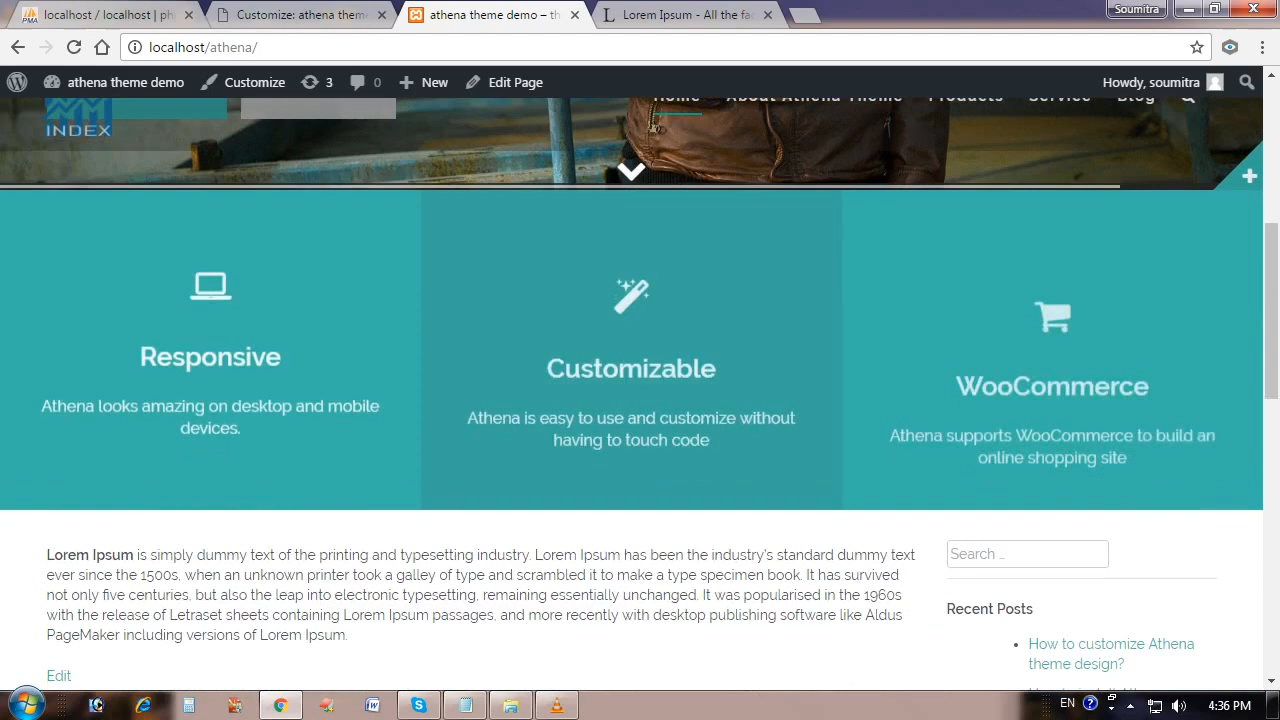 localhost / localhost | ph
Customize: athena theme
athena theme demo – th
Lorem Ipsum - All the fac
Soumitra
localhost/athena/
athena theme demo
Customize
3
0
New
Edit Page
Howdy, soumitra
INDEX
Home
About Athena Theme
Products
Service
Blog
Responsive
Athena looks amazing on desktop and mobile
devices.
Customizable
Athena is easy to use and customize without
having to touch code
WooCommerce
Athena supports WooCommerce to build an
online shopping site
Lorem Ipsum is simply dummy text of the printing and typesetting industry. Lorem Ipsum has been the industry's standard dummy text
ever since the 1500s, when an unknown printer took a galley of type and scrambled it to make a type specimen book. It has survived
not only five centuries, but also the leap into electronic typesetting, remaining essentially unchanged. It was popularised in the 1960s
with the release of Letraset sheets containing Lorem Ipsum passages, and more recently with desktop publishing software like Aldus
PageMaker including versions of Lorem Ipsum.
Edit
Search …
Recent Posts
How to customize Athena
theme design?
EN
4:36 PM